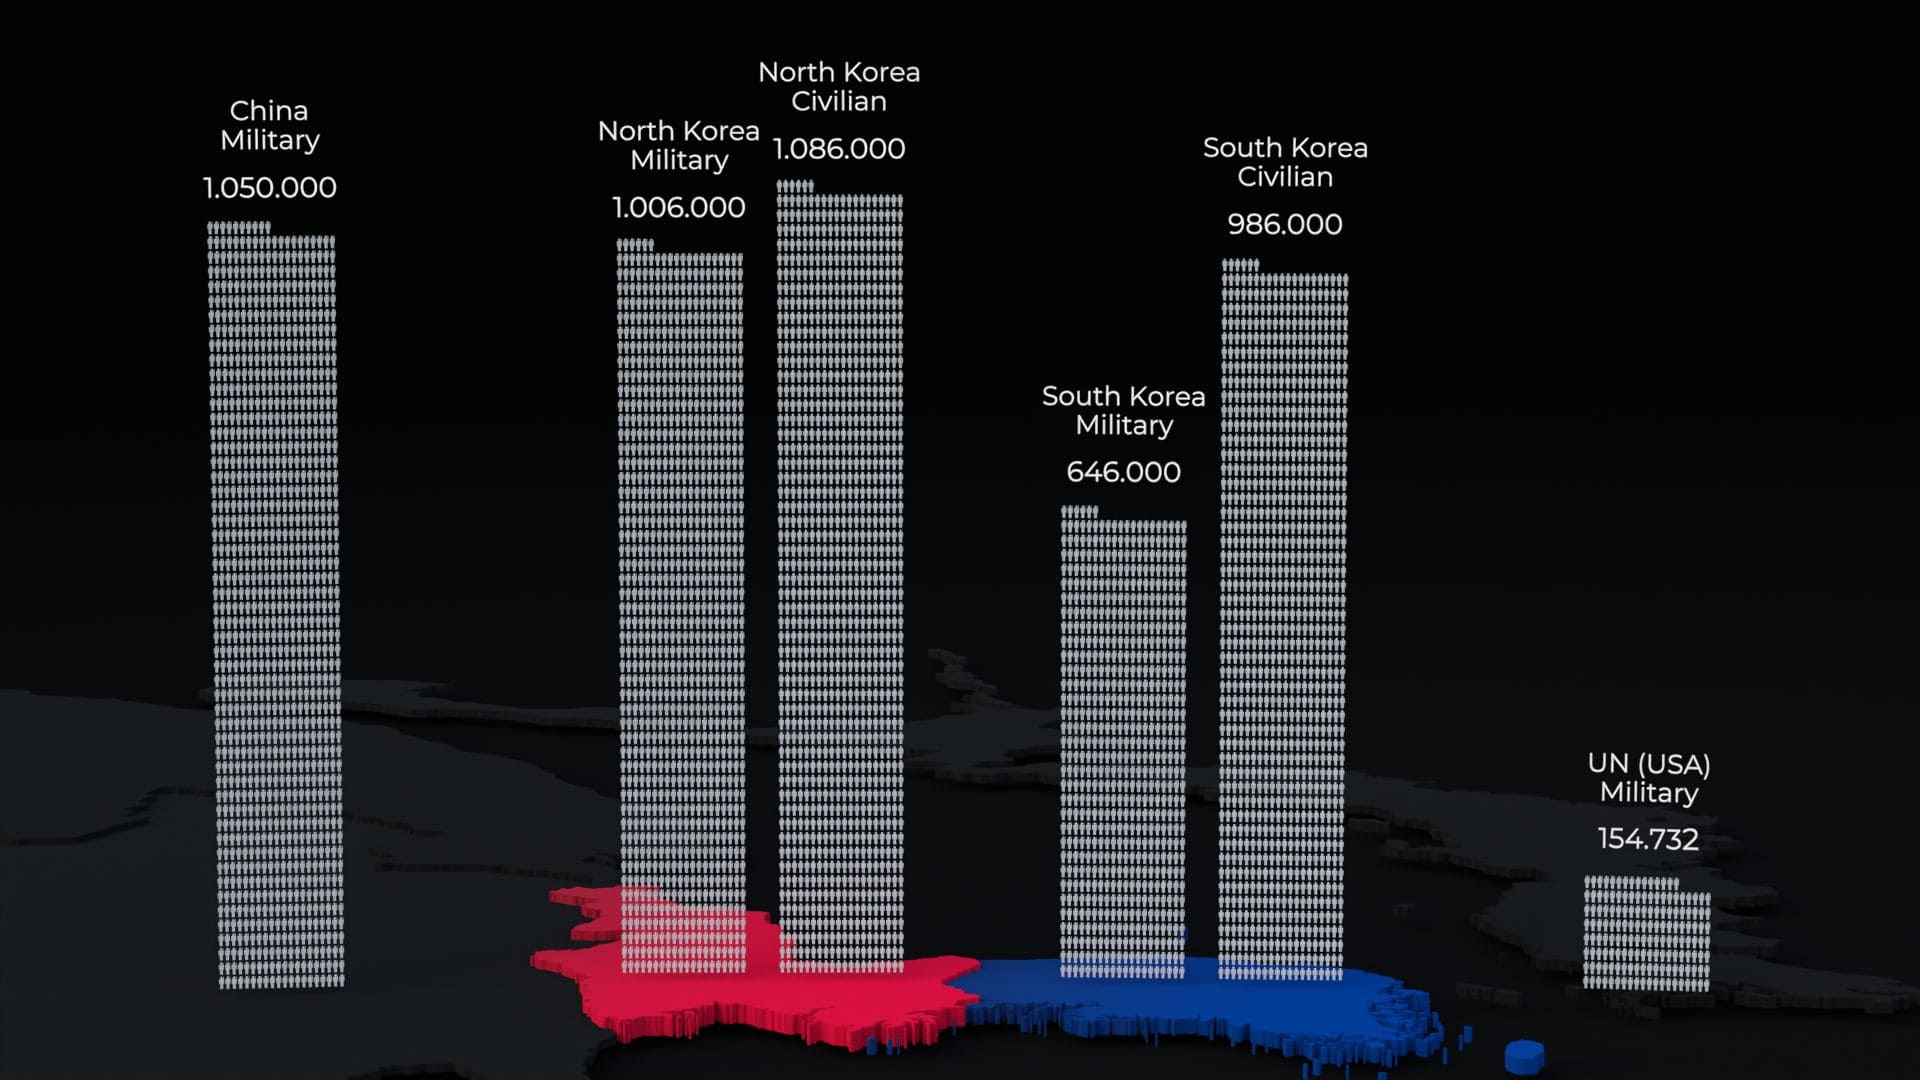 China
Military
1.050.000
North Korea
Military
1.006.000
North Korea
Civilian
1.086.000
South Korea
Military
646.000
South Korea
Civilian
986.000
UN (USA)
Military
154.732